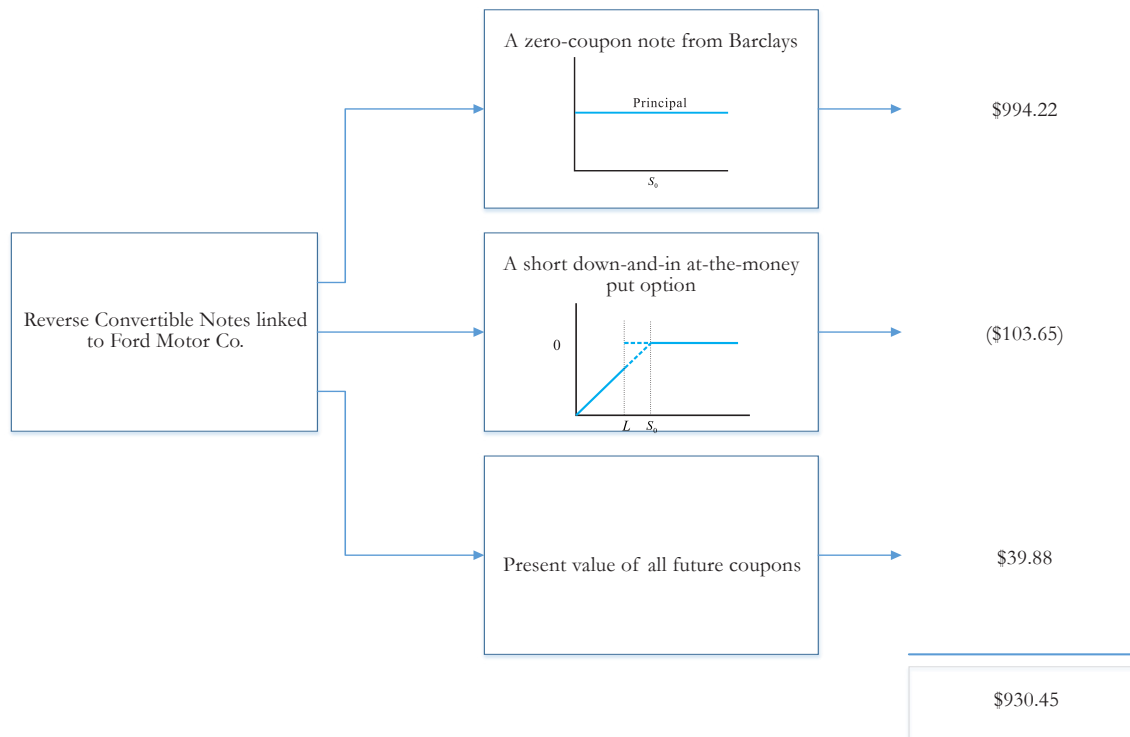 A zero-coupon note from Barclays
Principal
S₀
$994.22
Reverse Convertible Notes linked
to Ford Motor Co.
A short down-and-in at-the-money
put option
0
L S₀
($103.65)
Present value of all future coupons
$39.88
$930.45